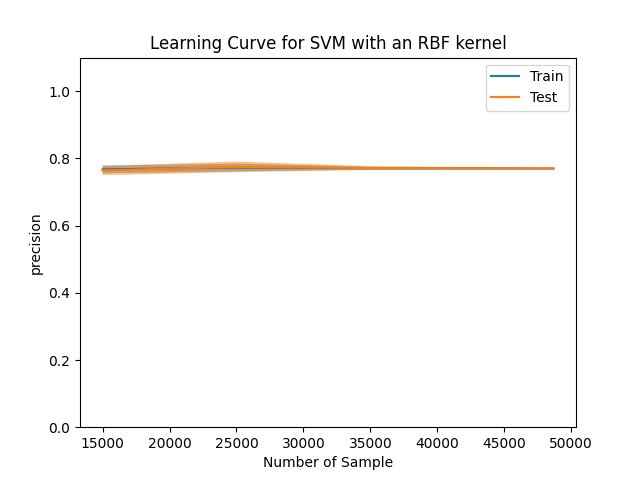 Learning Curve for SVM with an RBF kernel
Train
Test
1.0
0.8
0.6
0.4
0.2
0.0
precision
15000 20000 25000 30000 35000 40000 45000 50000
Number of Sample